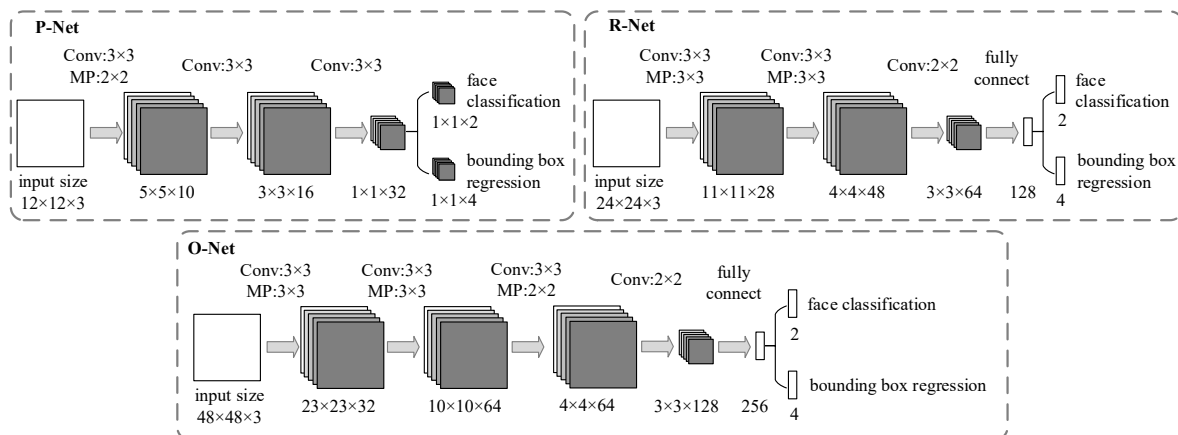 P-Net
Conv:3×3
MP:2×2
Conv:3×3
Conv:3×3
face
classification
1×1×2
bounding box
regression
1×1×4
input size
12×12×3
5×5×10
3×3×16
1×1×32
R-Net
Conv:3×3
MP:3×3
Conv:3×3
MP:3×3
Conv:2×2
fully
connect
face
classification
2
bounding box
regression
4
input size
24×24×3
11×11×28
4×4×48
3×3×64
128
O-Net
Conv:3×3
MP:3×3
Conv:3×3
MP:3×3
Conv:3×3
MP:2×2
Conv:2×2
fully
connect
face classification
2
bounding box regression
4
input size
48×48×3
23×23×32
10×10×64
4×4×64
3×3×128
256